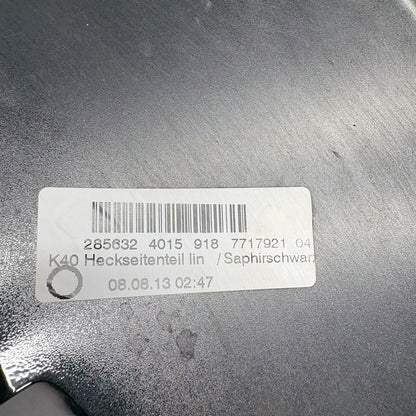 285632 4015 918 7717921 04
K40 Heckseitenteil lin /Saphirschwarz
08.08.13 02:47